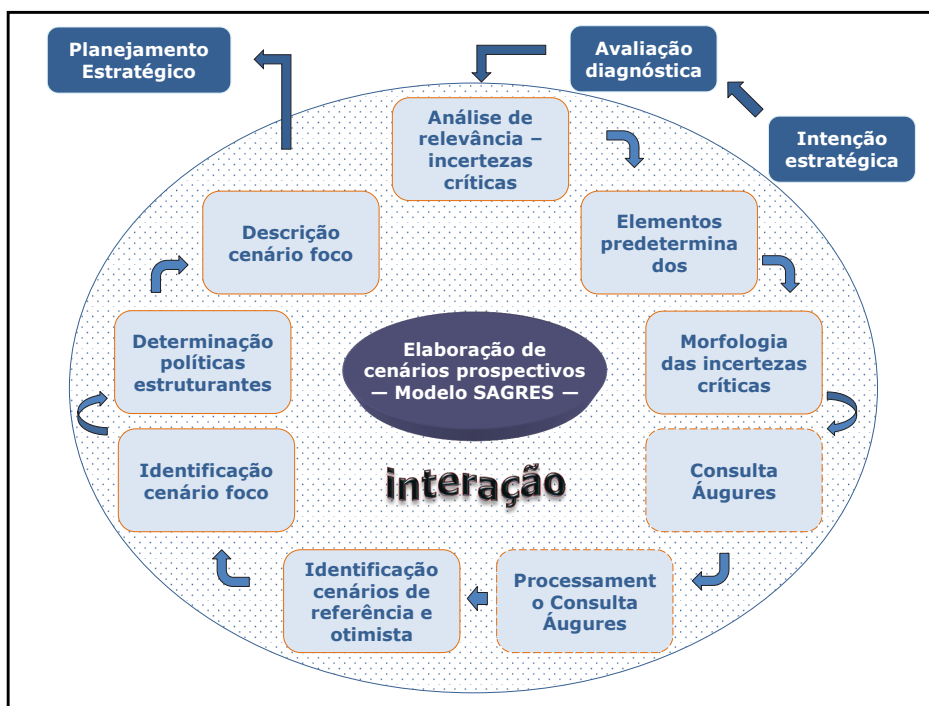 Planejamento
Estratégico
Avaliação
diagnóstica
Intenção
estratégica
Análise de
relevância –
incertezas
críticas
Elementos
predetermina
dos
Morfologia
das incertezas
críticas
Consulta
Áugures
Processament
o Consulta
Áugures
Identificação
cenários de
referência e
otimista
Identificação
cenário foco
Determinação
políticas
estruturantes
Descrição
cenário foco
Elaboração de
cenários prospectivos
— Modelo SAGRES —
interação